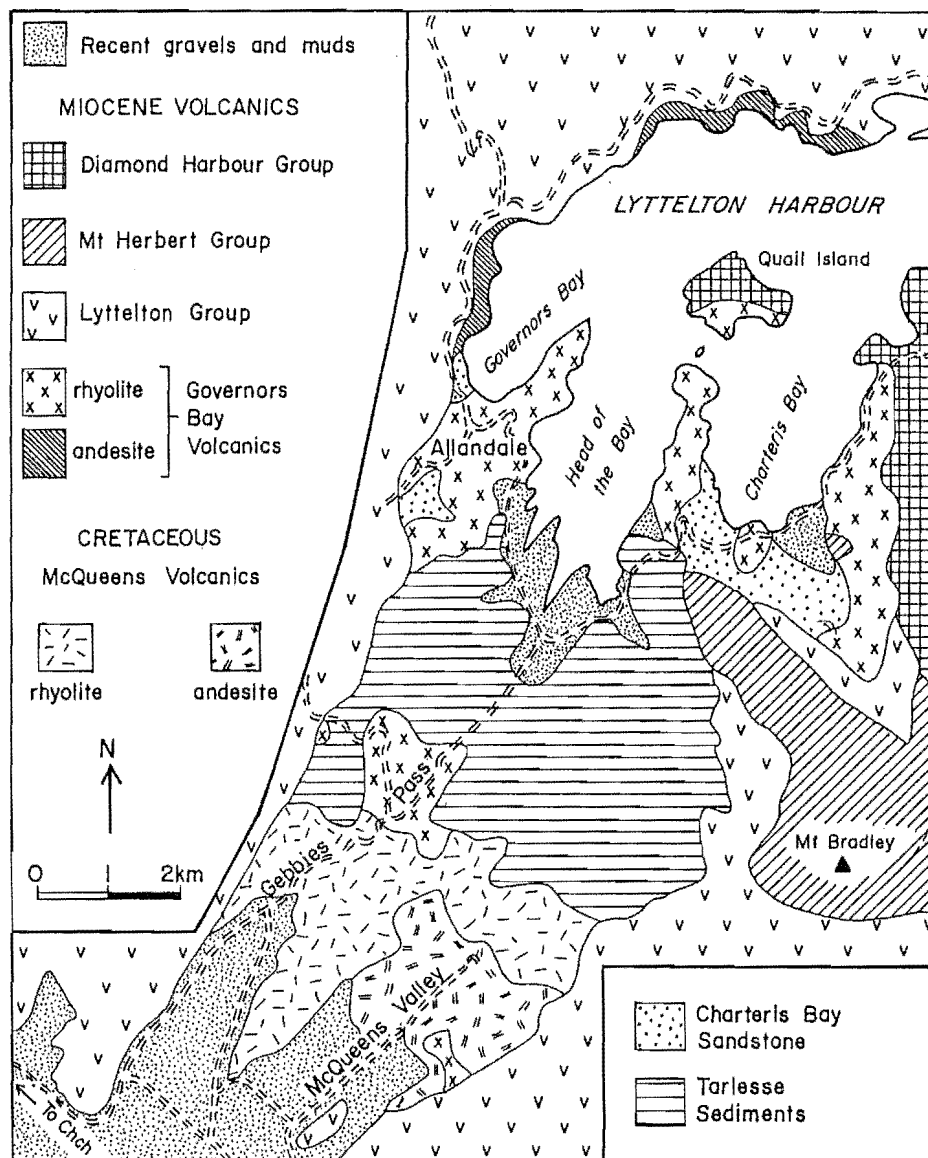 Recent gravels and muds
MIOCENE VOLCANICS
Diamond Harbour Group
Mt Herbert Group
Lyttelton Group
rhyolite
andesite
Governors
Bay
Volcanics
CRETACEOUS
McQueens Volcanics
rhyolite
andesite
N
0 1 2km
LYTTELTON HARBOUR
Quail Island
Governors Bay
Head of
the Bay
Charteris Bay
Allandale
Gebbies Pass
Mt Bradley
McQueens Valley
To Chch
Charteris Bay
Sandstone
Tarlesse
Sediments